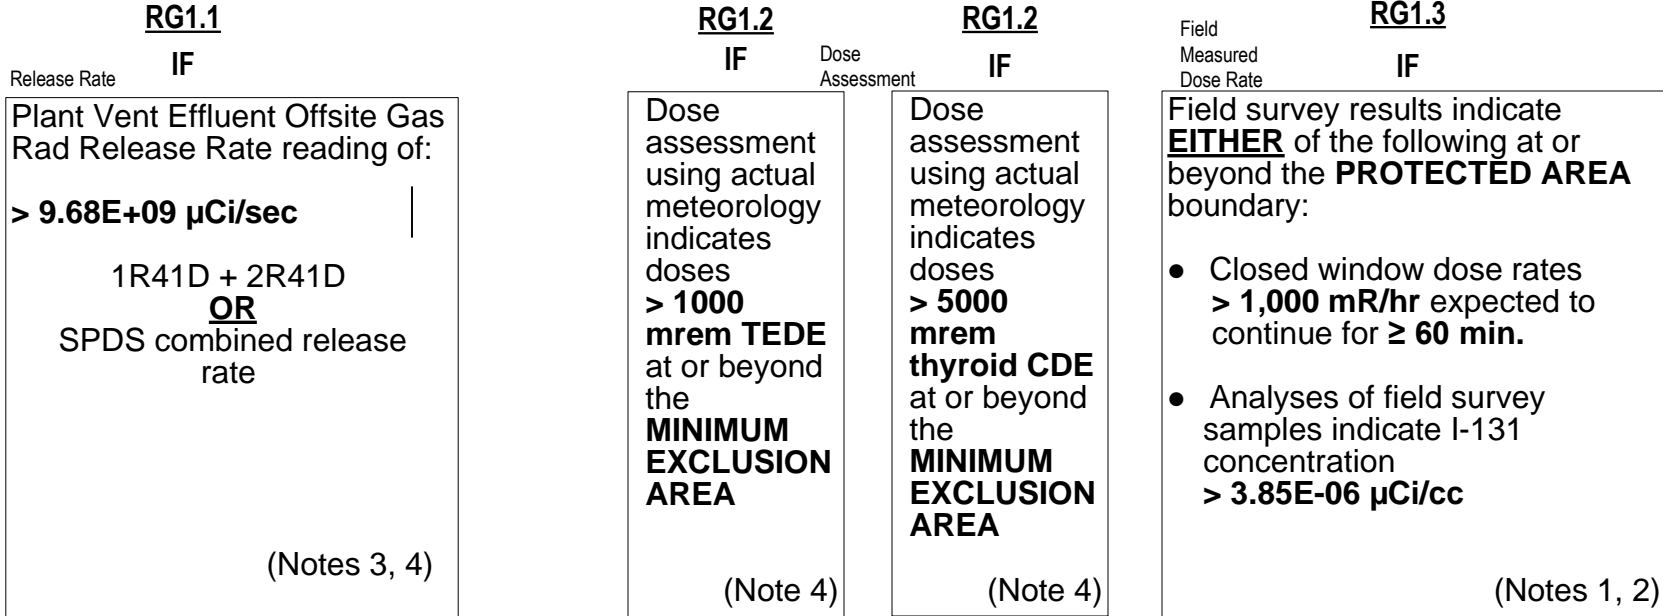 RG1.1
IF
Release Rate
Plant Vent Effluent Offsite Gas
Rad Release Rate reading of:
> 9.68E+09 µCi/sec
1R41D + 2R41D
OR
SPDS combined release
rate
(Notes 3, 4)
RG1.2
IF
Dose
Assessment
Dose
assessment
using actual
meteorology
indicates
doses
> 1000
mrem TEDE
at or beyond
the
MINIMUM
EXCLUSION
AREA
(Note 4)
RG1.2
IF
Dose
assessment
using actual
meteorology
indicates
doses
> 5000
mrem
thyroid CDE
at or beyond
the
MINIMUM
EXCLUSION
AREA
(Note 4)
RG1.3
Field
Measured
Dose Rate
IF
Field survey results indicate
EITHER of the following at or
beyond the PROTECTED AREA
boundary:
● Closed window dose rates
> 1,000 mR/hr expected to
continue for ≥ 60 min.
● Analyses of field survey
samples indicate I-131
concentration
> 3.85E-06 µCi/cc
(Notes 1, 2)